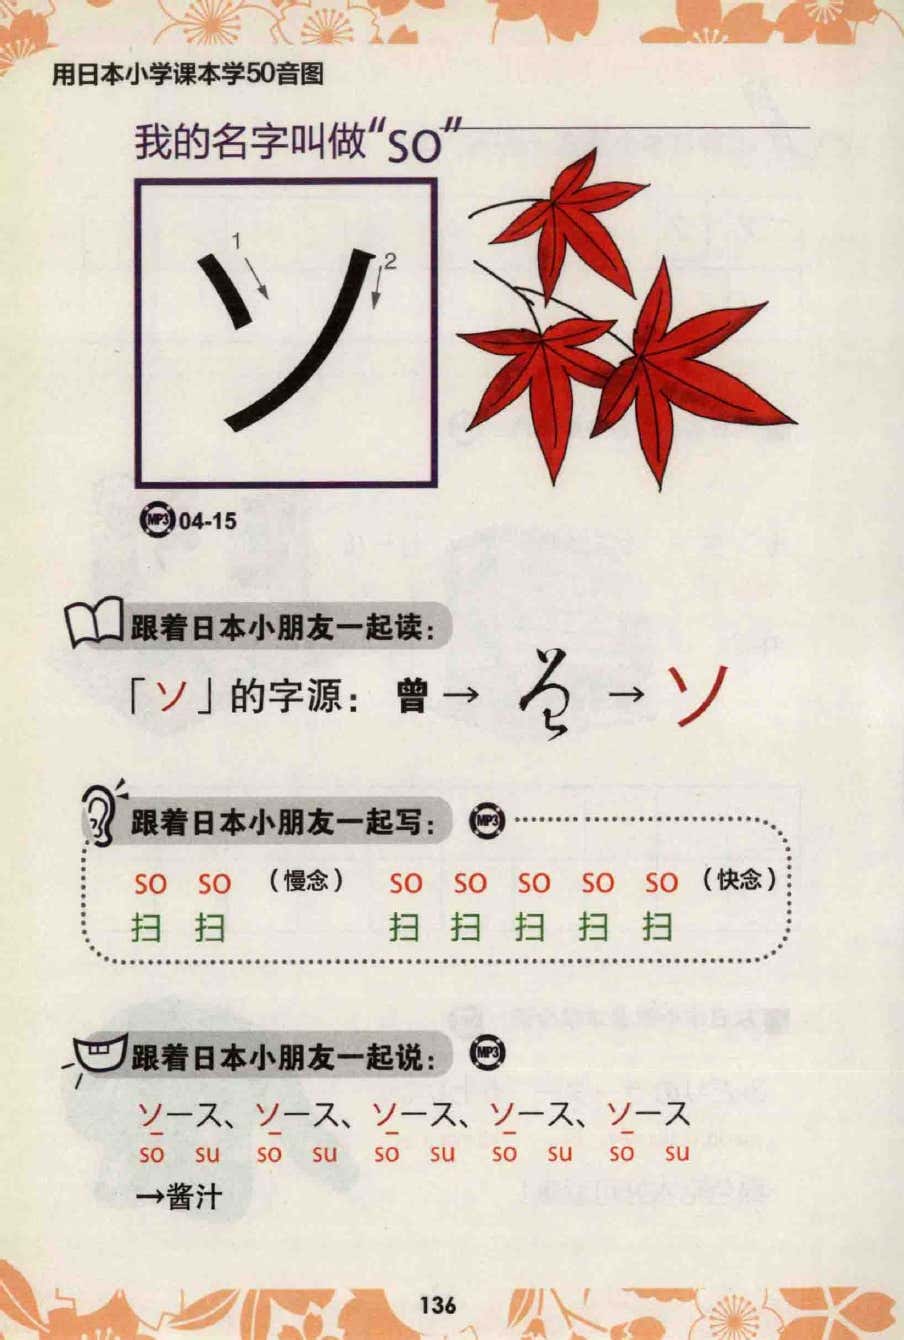 用日本小学课本学50音图
我的名字叫做“so”
1
2
ソ
MP3 04-15
跟着日本小朋友一起读：
「ソ」的字源：曾→→ソ
跟着日本小朋友一起写：MP3
so so （慢念） so so so so so （快念）
扫 扫 扫 扫 扫 扫 扫
跟着日本小朋友一起说：MP3
ソース、ソース、ソース、ソース、ソース
so su so su so su so su so su
→酱汁
136